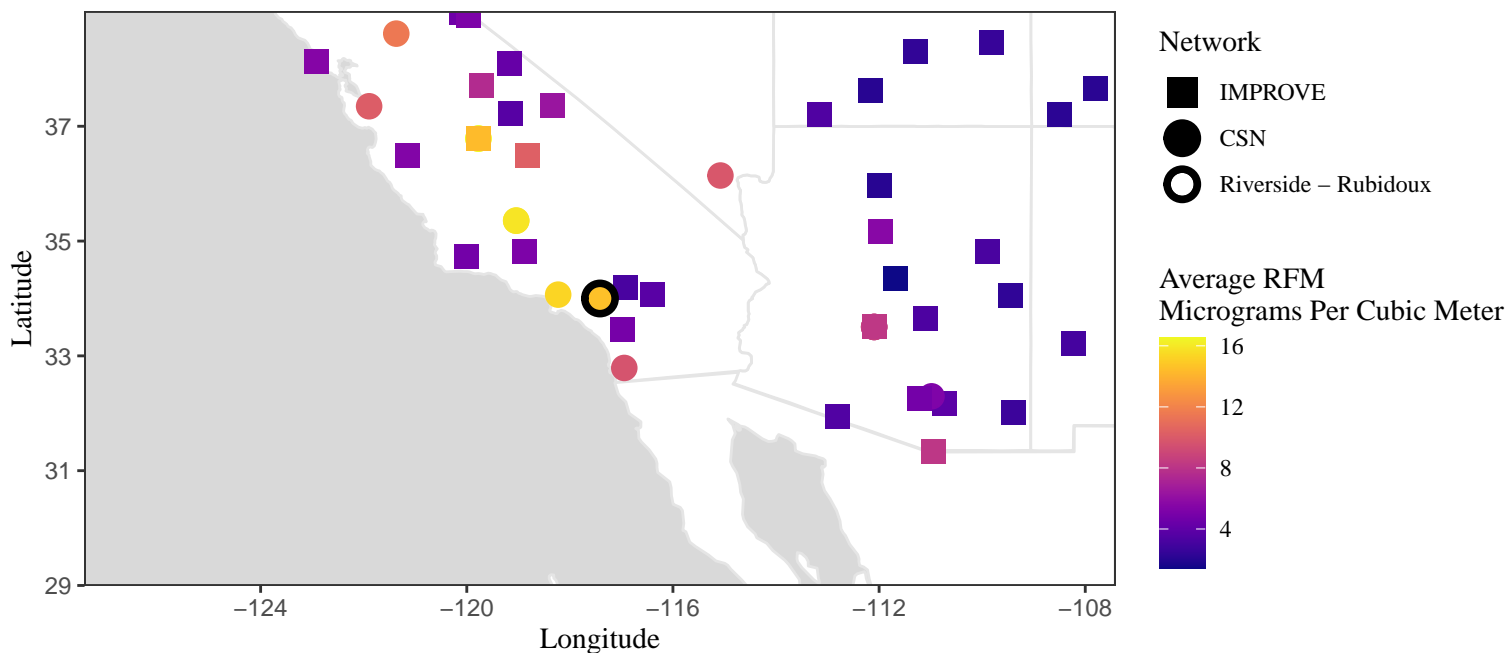 Latitude
37
35
33
31
29
−124
−120
−116
−112
−108
Longitude
Network
IMPROVE
CSN
Riverside − Rubidoux
Average RFM
Micrograms Per Cubic Meter
16
12
8
4